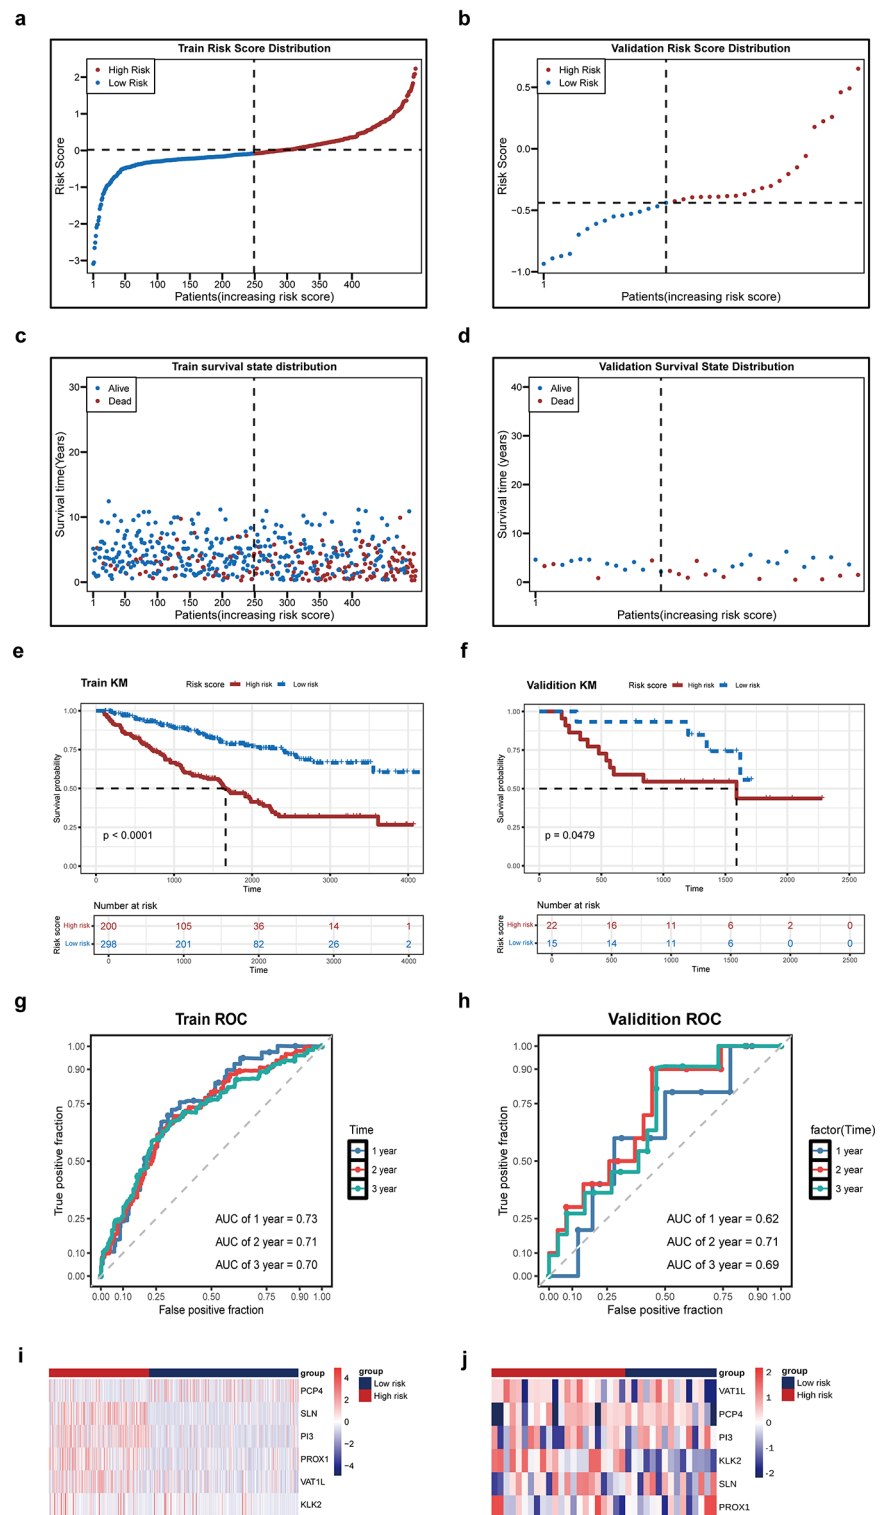 a
Train Risk Score Distribution
High Risk
Low Risk
Risk Score
2
1
0
−1
−2
−3
1 50 100 150 200 250 300 350 400
Patients(increasing risk score)
b
Validation Risk Score Distribution
High Risk
Low Risk
Risk Score
0.5
0.0
−0.5
−1.0
1
Patients(increasing risk score)
c
Train survival state distribution
Alive
Dead
Survival time(Years)
30
20
10
0
1 50 100 150 200 250 300 350 400
Patients(increasing risk score)
d
Validation Survival State Distribution
Alive
Dead
Survival time (years)
40
30
20
10
0
1
Patients(increasing risk score)
e
Train KM
Risk score High risk Low risk
Survival probability
1.00
0.75
0.50
0.25
0.00
p < 0.0001
0 1000 2000 3000 4000
Time
Number at risk
Risk score
High risk 200 105 36 14 1
Low risk 298 201 82 26 2
0 1000 2000 3000 4000
Time
f
Validition KM
Risk score High risk Low risk
Survival probability
1.00
0.75
0.50
0.25
0.00
p = 0.0479
0 500 1000 1500 2000 2500
Time
Number at risk
Risk score
High risk 22 16 11 6 2 0
Low risk 15 14 11 6 0 0
0 500 1000 1500 2000 2500
Time
g
Train ROC
True positive fraction
1.00
0.90
0.75
0.50
0.25
0.10
0.00
AUC of 1 year = 0.73
AUC of 2 year = 0.71
AUC of 3 year = 0.70
0.00 0.10 0.25 0.50 0.75 0.90 1.00
False positive fraction
Time
1 year
2 year
3 year
h
Validition ROC
True positive fraction
1.00
0.90
0.75
0.50
0.25
0.10
0.00
AUC of 1 year = 0.62
AUC of 2 year = 0.71
AUC of 3 year = 0.69
0.00 0.10 0.25 0.50 0.75 0.90 1.00
False positive fraction
factor(Time)
1 year
2 year
3 year
i
group
PCP4
SLN
PI3
PROX1
VAT1L
KLK2
4
2
0
−2
−4
group
Low risk
High risk
j
group
VAT1L
PCP4
PI3
KLK2
SLN
PROX1
2
1
0
-1
-2
group
Low risk
High risk